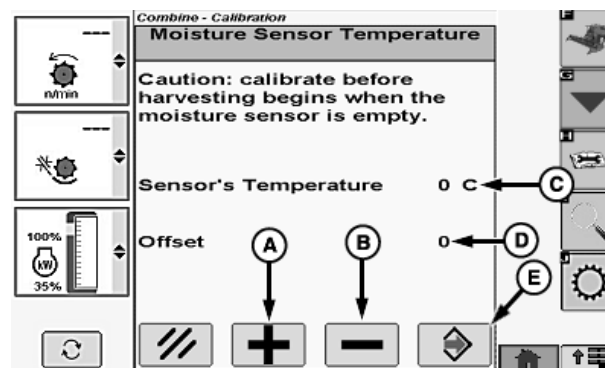 Combine - Calibration
Moisture Sensor Temperature
---
n/min
Caution: calibrate before
harvesting begins when the
moisture sensor is empty.
---
Sensor's Temperature 0 C
C
Offset 0
A
B
D
E
100%
kW
35%
F
G
H